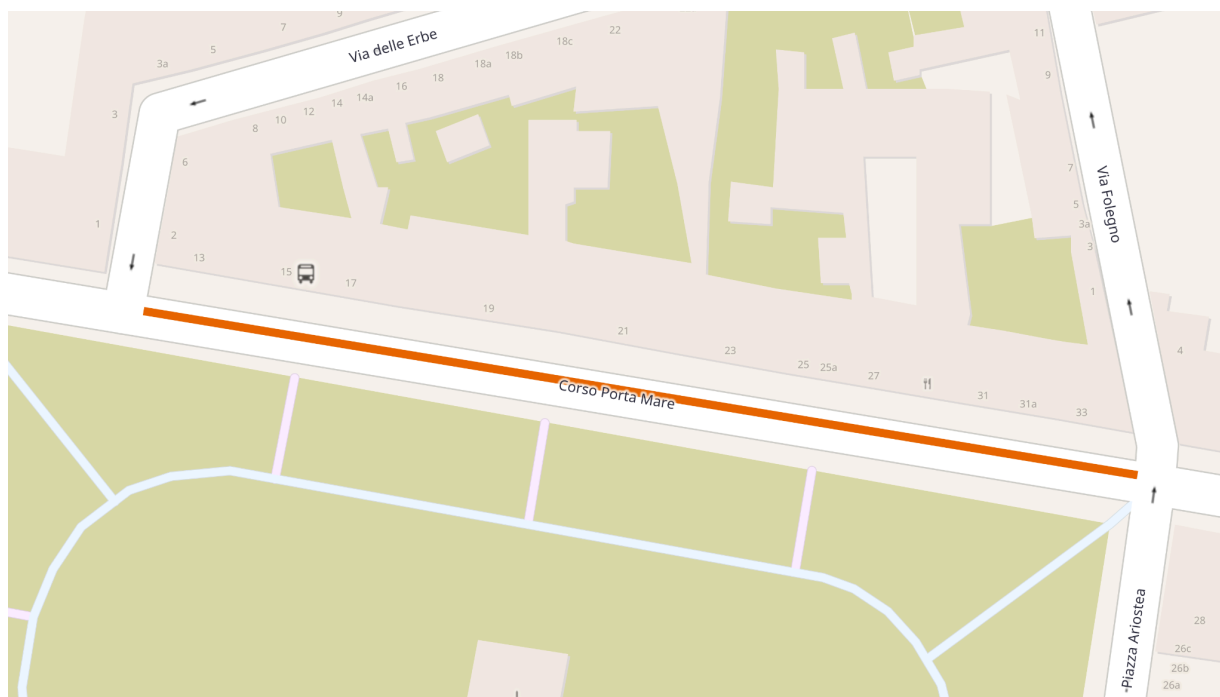 9
7
5
3a
3
1
Via delle Erbe
22
18c
18b
18a
18
16
14a
14
12
10
8
6
2
13
15
17
19
21
23
25
25a
27
31
31a
33
11
9
7
5
3a
3
1
Via Folegno
4
Corso Porta Mare
Piazza Ariostea
28
26c
26b
26a